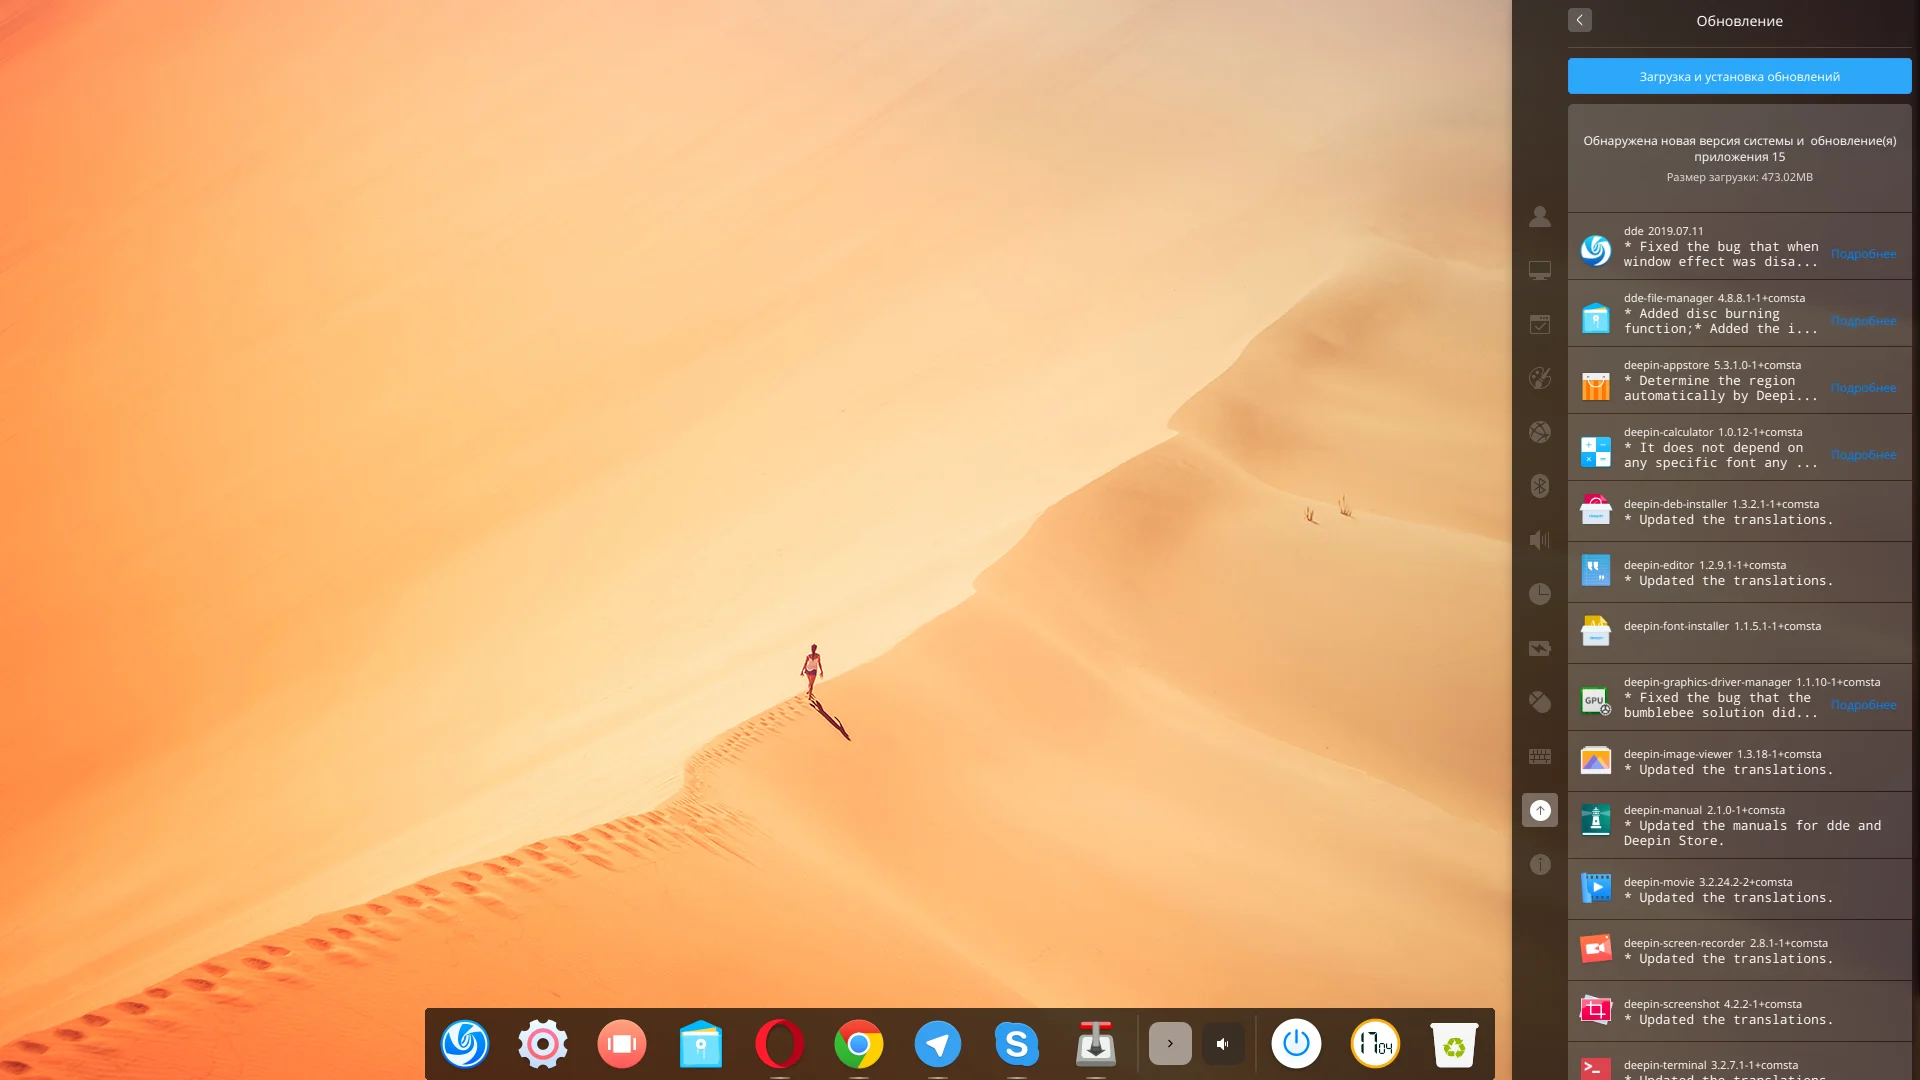 Обновление
Загрузка и установка обновлений
Обнаружена новая версия системы и обновление(я)
приложения 15
Размер загрузки: 473.02MB
dde 2019.07.11
* Fixed the bug that when
window effect was disa...
Подробнее
dde-file-manager 4.8.8.1-1+comsta
* Added disc burning
function;* Added the i...
Подробнее
deepin-appstore 5.3.1.0-1+comsta
* Determine the region
automatically by Deepi...
Подробнее
deepin-calculator 1.0.12-1+comsta
* It does not depend on
any specific font any ...
Подробнее
deepin-deb-installer 1.3.2.1-1+comsta
* Updated the translations.
deepin-editor 1.2.9.1-1+comsta
* Updated the translations.
deepin-font-installer 1.1.5.1-1+comsta
deepin-graphics-driver-manager 1.1.10-1+comsta
* Fixed the bug that the
bumblebee solution did...
Подробнее
GPU
deepin-image-viewer 1.3.18-1+comsta
* Updated the translations.
deepin-manual 2.1.0-1+comsta
* Updated the manuals for dde and
Deepin Store.
deepin-movie 3.2.24.2-2+comsta
* Updated the translations.
deepin-screen-recorder 2.8.1-1+comsta
* Updated the translations.
deepin-screenshot 4.2.2-1+comsta
* Updated the translations.
deepin-terminal 3.2.7.1-1+comsta
* Updated the translations.
17 04